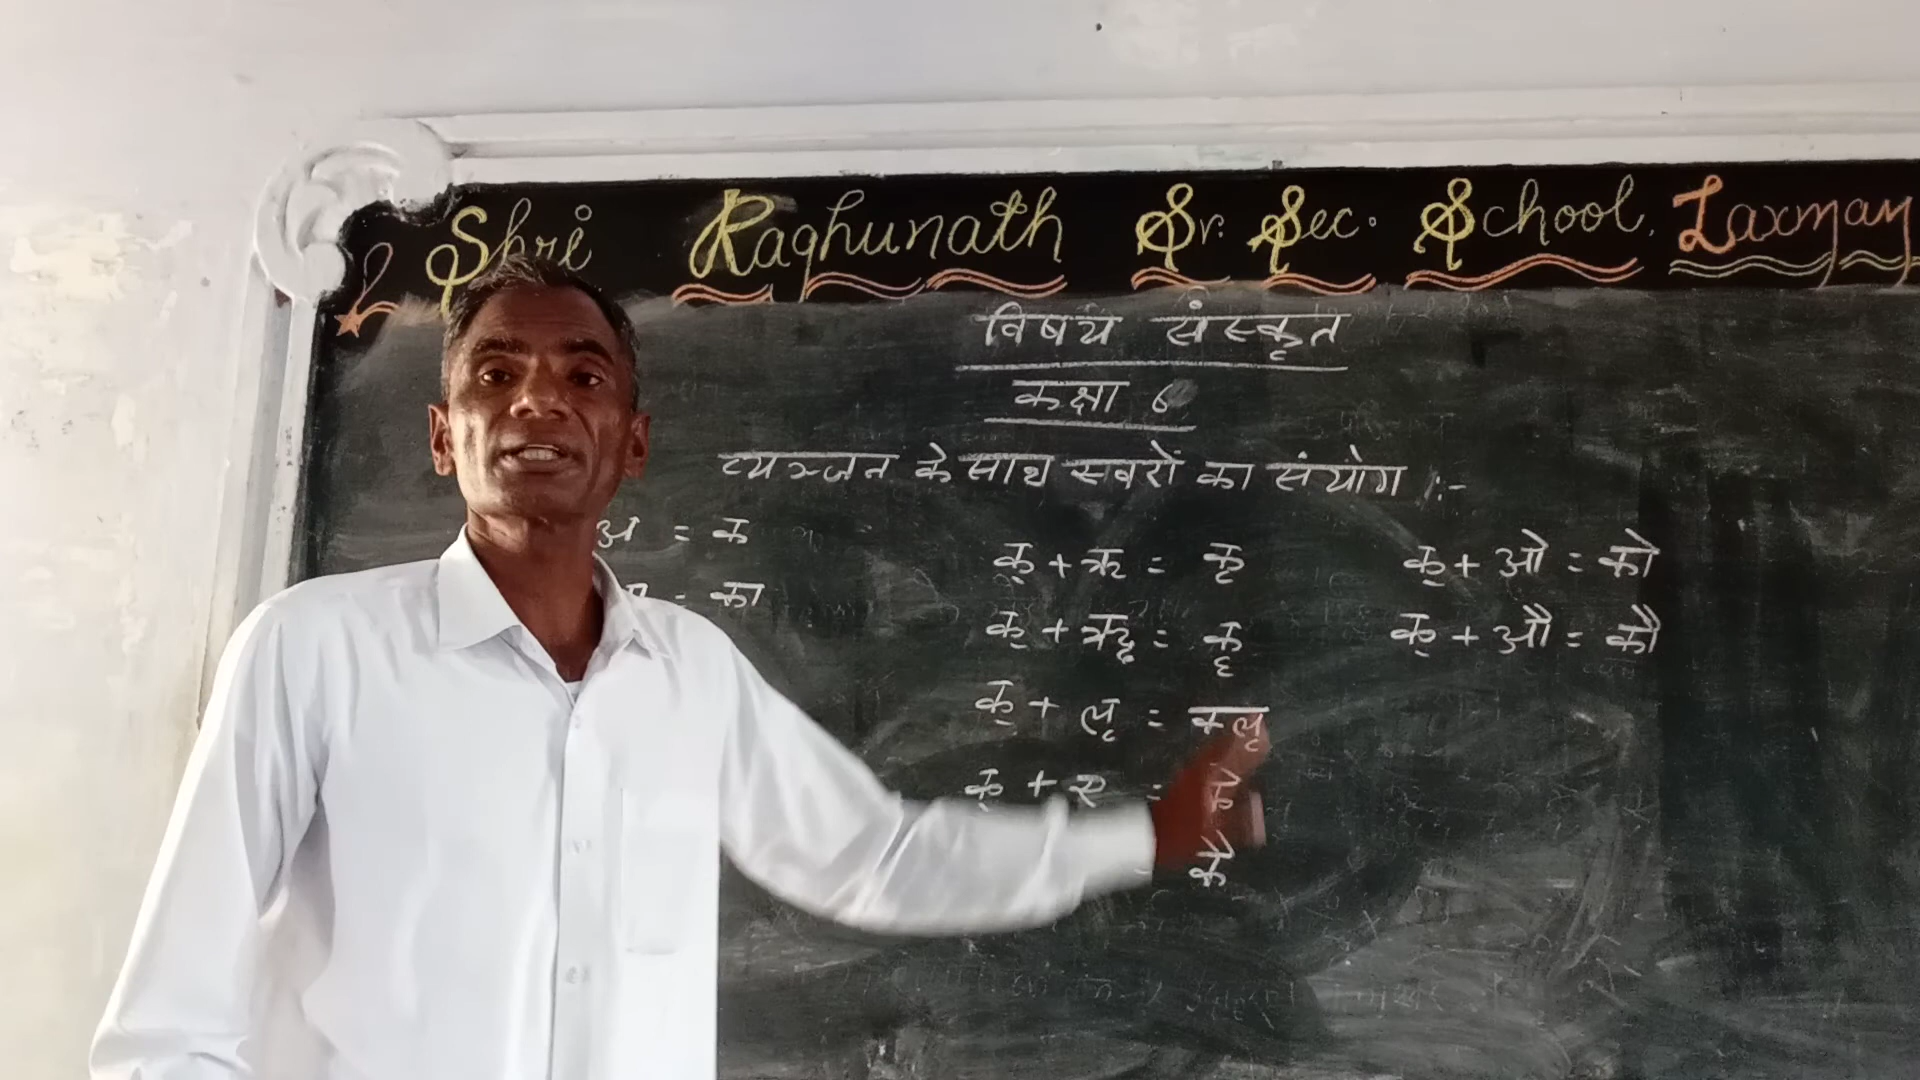 Shri Raghunath Sr. Sec. School. Laxman
विषय संस्कृत
कक्षा 6
व्यञ्जन के साथ स्वरों का संयोग :-
अ = क
= का
क् + ऋ = कृ
क् + ॠ = कॄ
क् + लृ = क्लृ
क् + ए = के
= कै
क् + ओ = को
क् + औ = कौ